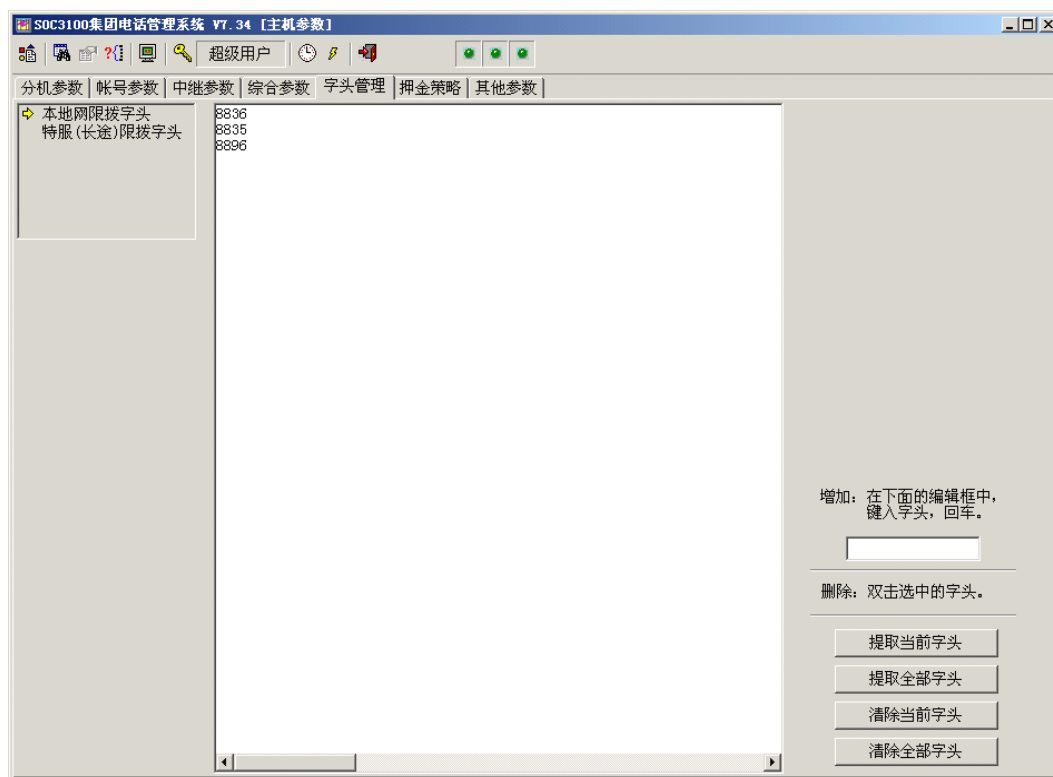 SOC3100集团电话管理系统 V7.34 [主机参数]
超级用户
分机参数 帐号参数 中继参数 综合参数 字头管理 押金策略 其他参数
本地网限拨字头
特服(长途)限拨字头
8836
8835
8896
增加：在下面的编辑框中，
键入字头，回车。
删除：双击选中的字头。
提取当前字头
提取全部字头
清除当前字头
清除全部字头